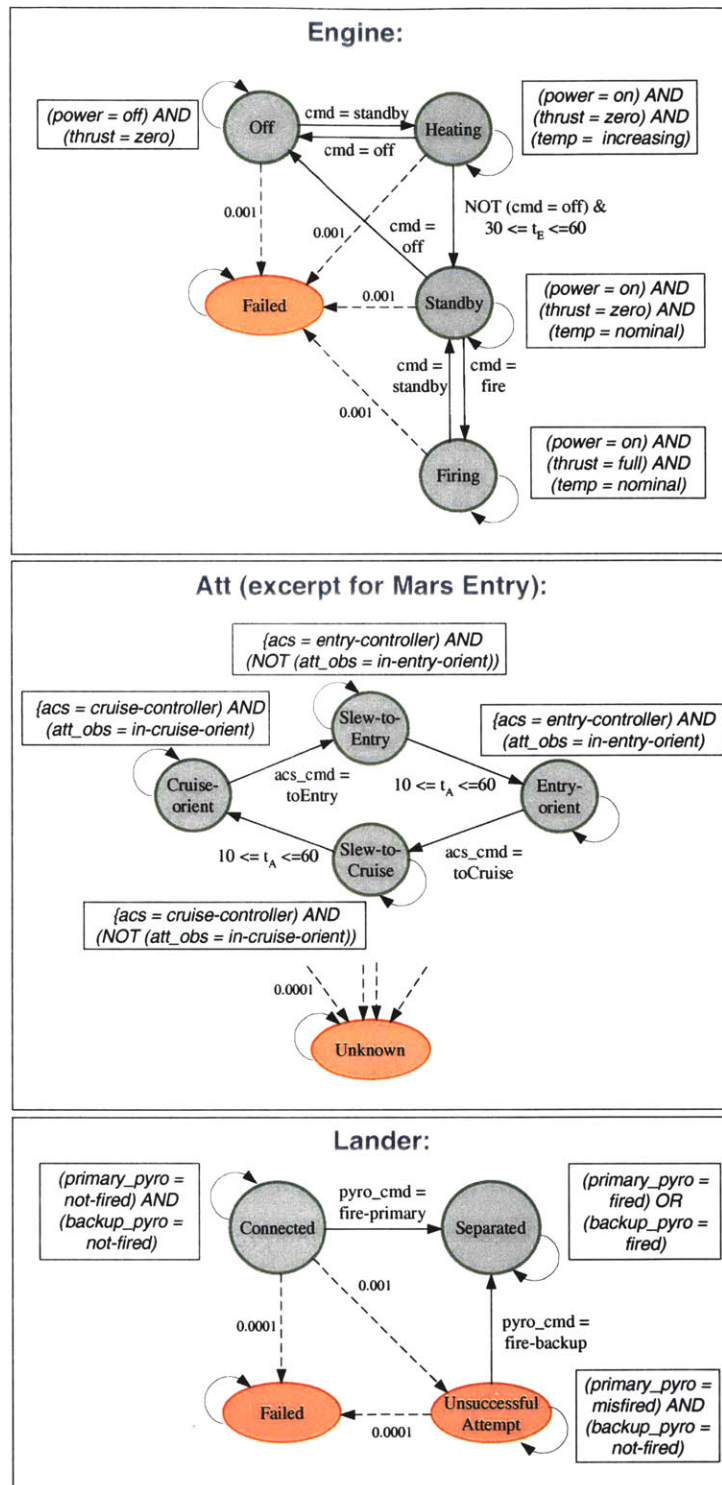 Engine:
(power = off) AND
(thrust = zero)
Off
cmd = standby
cmd = off
Heating
(power = on) AND
(thrust = zero) AND
(temp = increasing)
0.001
0.001
cmd =
off
NOT (cmd = off) &
30 <= tE <=60
Failed
0.001
Standby
(power = on) AND
(thrust = zero) AND
(temp = nominal)
cmd =
standby
cmd =
fire
0.001
Firing
(power = on) AND
(thrust = full) AND
(temp = nominal)
Att (excerpt for Mars Entry):
{acs = entry-controller) AND
(NOT (att_obs = in-entry-orient))
{acs = cruise-controller) AND
(att_obs = in-cruise-orient)
Slew-to-
Entry
{acs = entry-controller) AND
(att_obs = in-entry-orient)
Cruise-
orient
acs_cmd =
toEntry
10 <= tA <=60
Entry-
orient
10 <= tA <=60
Slew-to-
Cruise
acs_cmd =
toCruise
{acs = cruise-controller) AND
(NOT (att_obs = in-cruise-orient))
0.0001
Unknown
Lander:
(primary_pyro =
not-fired) AND
(backup_pyro =
not-fired)
Connected
pyro_cmd =
fire-primary
Separated
(primary_pyro =
fired) OR
(backup_pyro =
fired)
0.0001
0.001
pyro_cmd =
fire-backup
Failed
0.0001
Unsuccessful
Attempt
(primary_pyro =
misfired) AND
(backup_pyro =
not-fired)